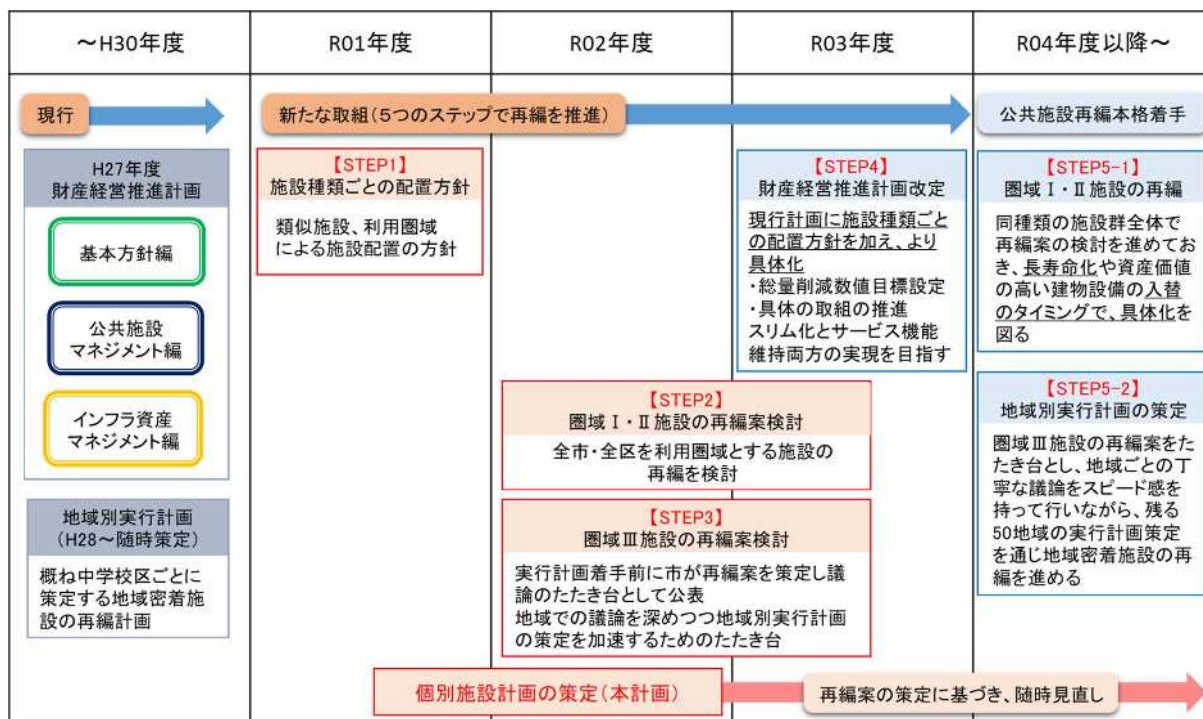 ～H30年度
R01年度
R02年度
R03年度
R04年度以降～
現行
新たな取組(５つのステップで再編を推進)
公共施設再編本格着手
H27年度
財産経営推進計画
基本方針編
公共施設
マネジメント編
インフラ資産
マネジメント編
地域別実行計画
(H28～随時策定)
概ね中学校区ごとに
策定する地域密着施
設の再編計画
【STEP1】
施設種類ごとの配置方針
類似施設、利用圏域
による施設配置の方針
【STEP2】
圏域Ⅰ・Ⅱ施設の再編案検討
全市・全区を利用圏域とする施設の
再編を検討
【STEP3】
圏域Ⅲ施設の再編案検討
実行計画着手前に市が再編案を策定し議
論のたたき台として公表
地域での議論を深めつつ地域別実行計画
の策定を加速するためのたたき台
【STEP4】
財産経営推進計画改定
現行計画に施設種類ごと
の配置方針を加え、より
具体化
・総量削減数値目標設定
・具体の取組の推進
スリム化とサービス機能
維持両方の実現を目指す
【STEP5-1】
圏域Ⅰ・Ⅱ施設の再編
同種類の施設群全体で
再編案の検討を進めてお
き、長寿命化や資産価値
の高い建物設備の入替
のタイミングで、具体化を
図る
【STEP5-2】
地域別実行計画の策定
圏域Ⅲ施設の再編案をた
たき台とし、地域ごとの丁
寧な議論をスピード感を
持って行いながら、残る
50地域の実行計画策定
を通じ地域密着施設の再
編を進める
個別施設計画の策定(本計画)
再編案の策定に基づき、随時見直し